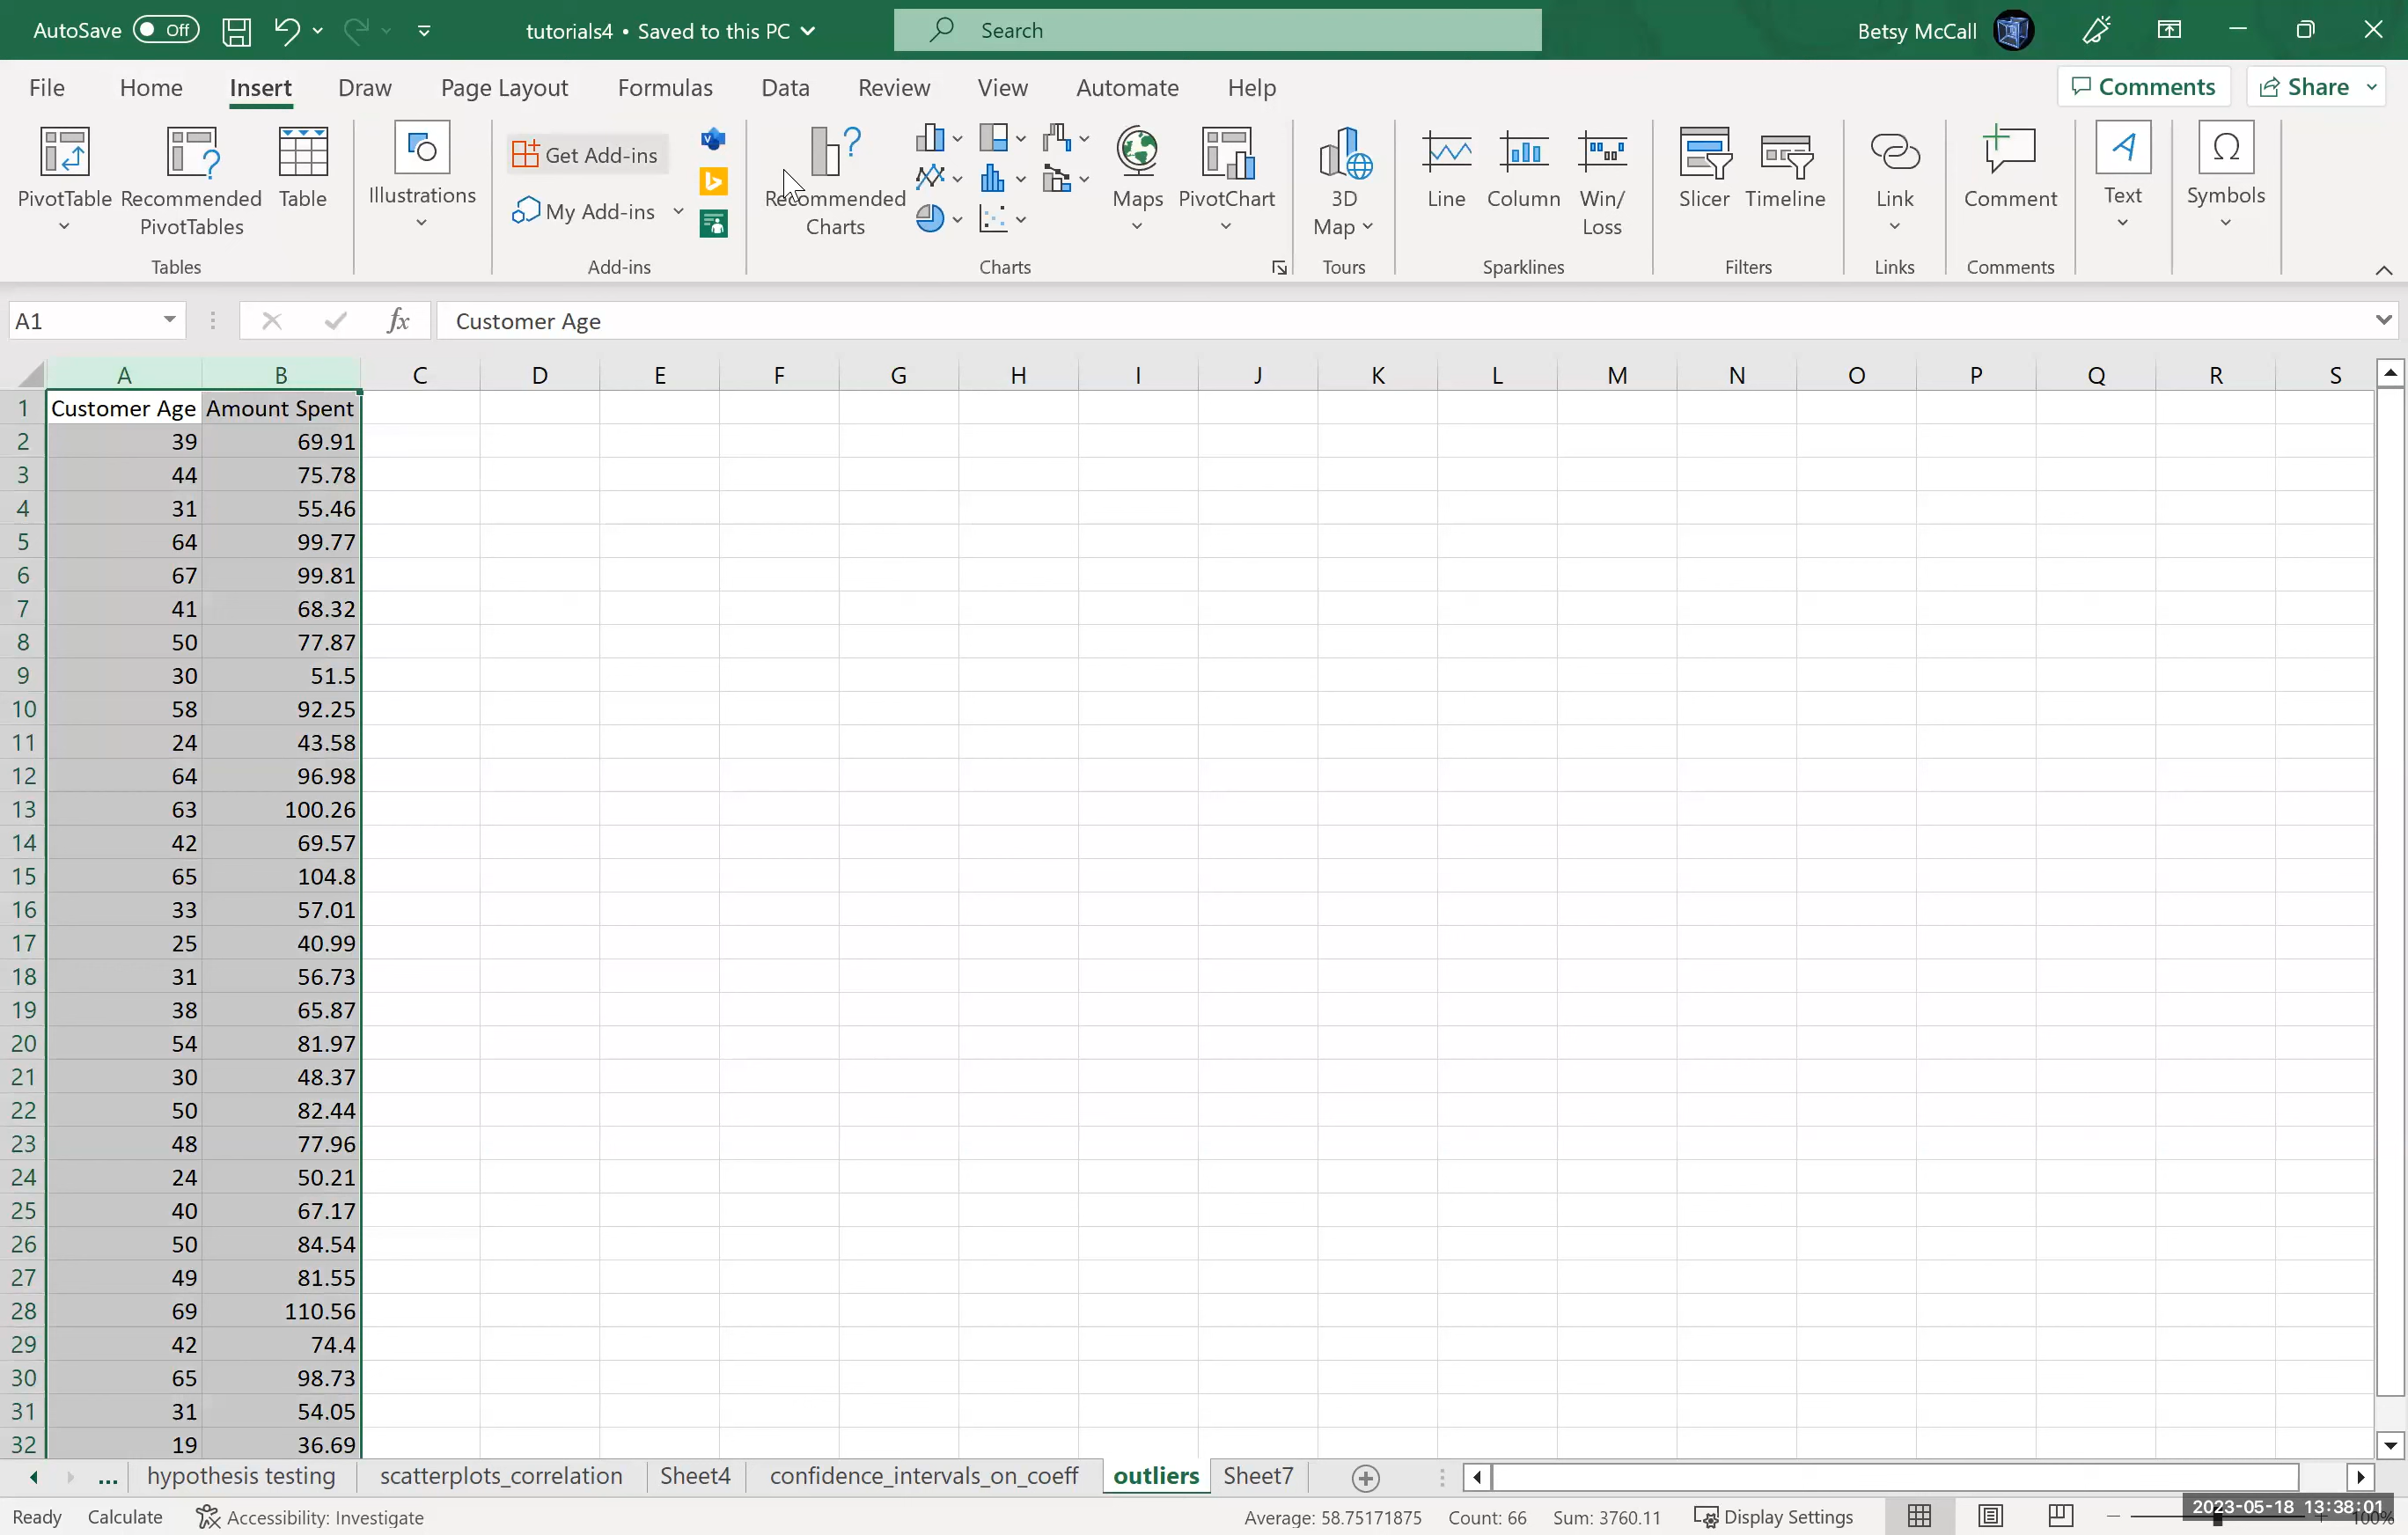 AutoSave Off tutorials4 • Saved to this PC Search Betsy McCall
File Home Insert Draw Page Layout Formulas Data Review View Automate Help Comments Share
PivotTable Recommended PivotTables Table Illustrations Get Add-ins My Add-ins Recommended Charts Maps PivotChart 3D Map Line Column Win/Loss Slicer Timeline Link Comment Text Symbols
Tables Add-ins Charts Tours Sparklines Filters Links Comments
A1 fx Customer Age
A B C D E F G H I J K L M N O P Q R S
1 Customer Age Amount Spent
2 39 69.91
3 44 75.78
4 31 55.46
5 64 99.77
6 67 99.81
7 41 68.32
8 50 77.87
9 30 51.5
10 58 92.25
11 24 43.58
12 64 96.98
13 63 100.26
14 42 69.57
15 65 104.8
16 33 57.01
17 25 40.99
18 31 56.73
19 38 65.87
20 54 81.97
21 30 48.37
22 50 82.44
23 48 77.96
24 24 50.21
25 40 67.17
26 50 84.54
27 49 81.55
28 69 110.56
29 42 74.4
30 65 98.73
31 31 54.05
32 19 36.69
... hypothesis testing scatterplots_correlation Sheet4 confidence_intervals_on_coeff outliers Sheet7
Ready Calculate Accessibility: Investigate Average: 58.75171875 Count: 66 Sum: 3760.11 Display Settings 100%
2023-05-18 13:38:01